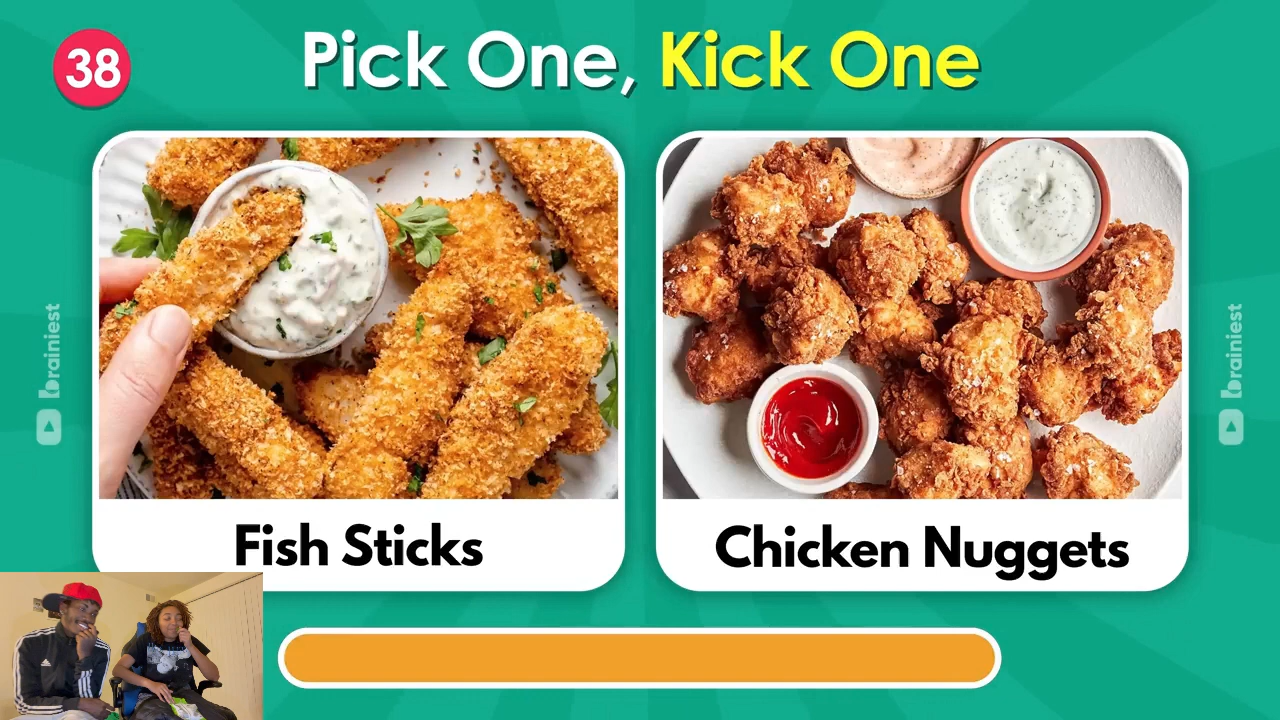 38
Pick One, Kick One
brainiest
brainiest
Fish Sticks
Chicken Nuggets